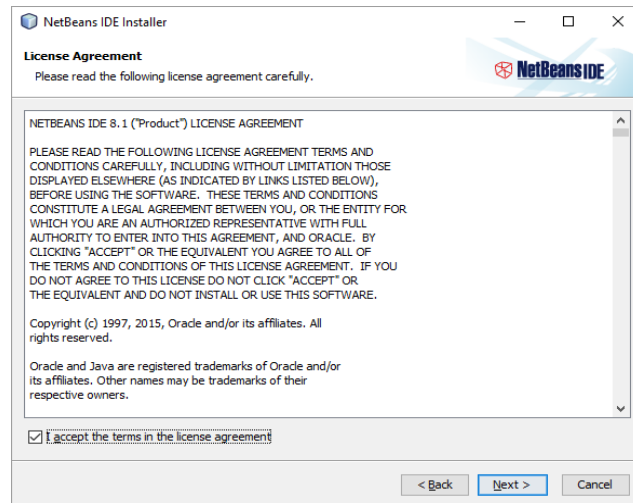 NetBeans IDE Installer
License Agreement
Please read the following license agreement carefully.
NetBeans IDE
NETBEANS IDE 8.1 ("Product") LICENSE AGREEMENT
PLEASE READ THE FOLLOWING LICENSE AGREEMENT TERMS AND
CONDITIONS CAREFULLY, INCLUDING WITHOUT LIMITATION THOSE
DISPLAYED ELSEWHERE (AS INDICATED BY LINKS LISTED BELOW),
BEFORE USING THE SOFTWARE.  THESE TERMS AND CONDITIONS
CONSTITUTE A LEGAL AGREEMENT BETWEEN YOU, OR THE ENTITY FOR
WHICH YOU ARE AN AUTHORIZED REPRESENTATIVE WITH FULL
AUTHORITY TO ENTER INTO THIS AGREEMENT, AND ORACLE.  BY
CLICKING "ACCEPT" OR THE EQUIVALENT YOU AGREE TO ALL OF
THE TERMS AND CONDITIONS OF THIS LICENSE AGREEMENT.  IF YOU
DO NOT AGREE TO THIS LICENSE DO NOT CLICK "ACCEPT" OR
THE EQUIVALENT AND DO NOT INSTALL OR USE THIS SOFTWARE.
Copyright (c) 1997, 2015, Oracle and/or its affiliates. All
rights reserved.
Oracle and Java are registered trademarks of Oracle and/or
its affiliates. Other names may be trademarks of their
respective owners.
I accept the terms in the license agreement
< Back
Next >
Cancel